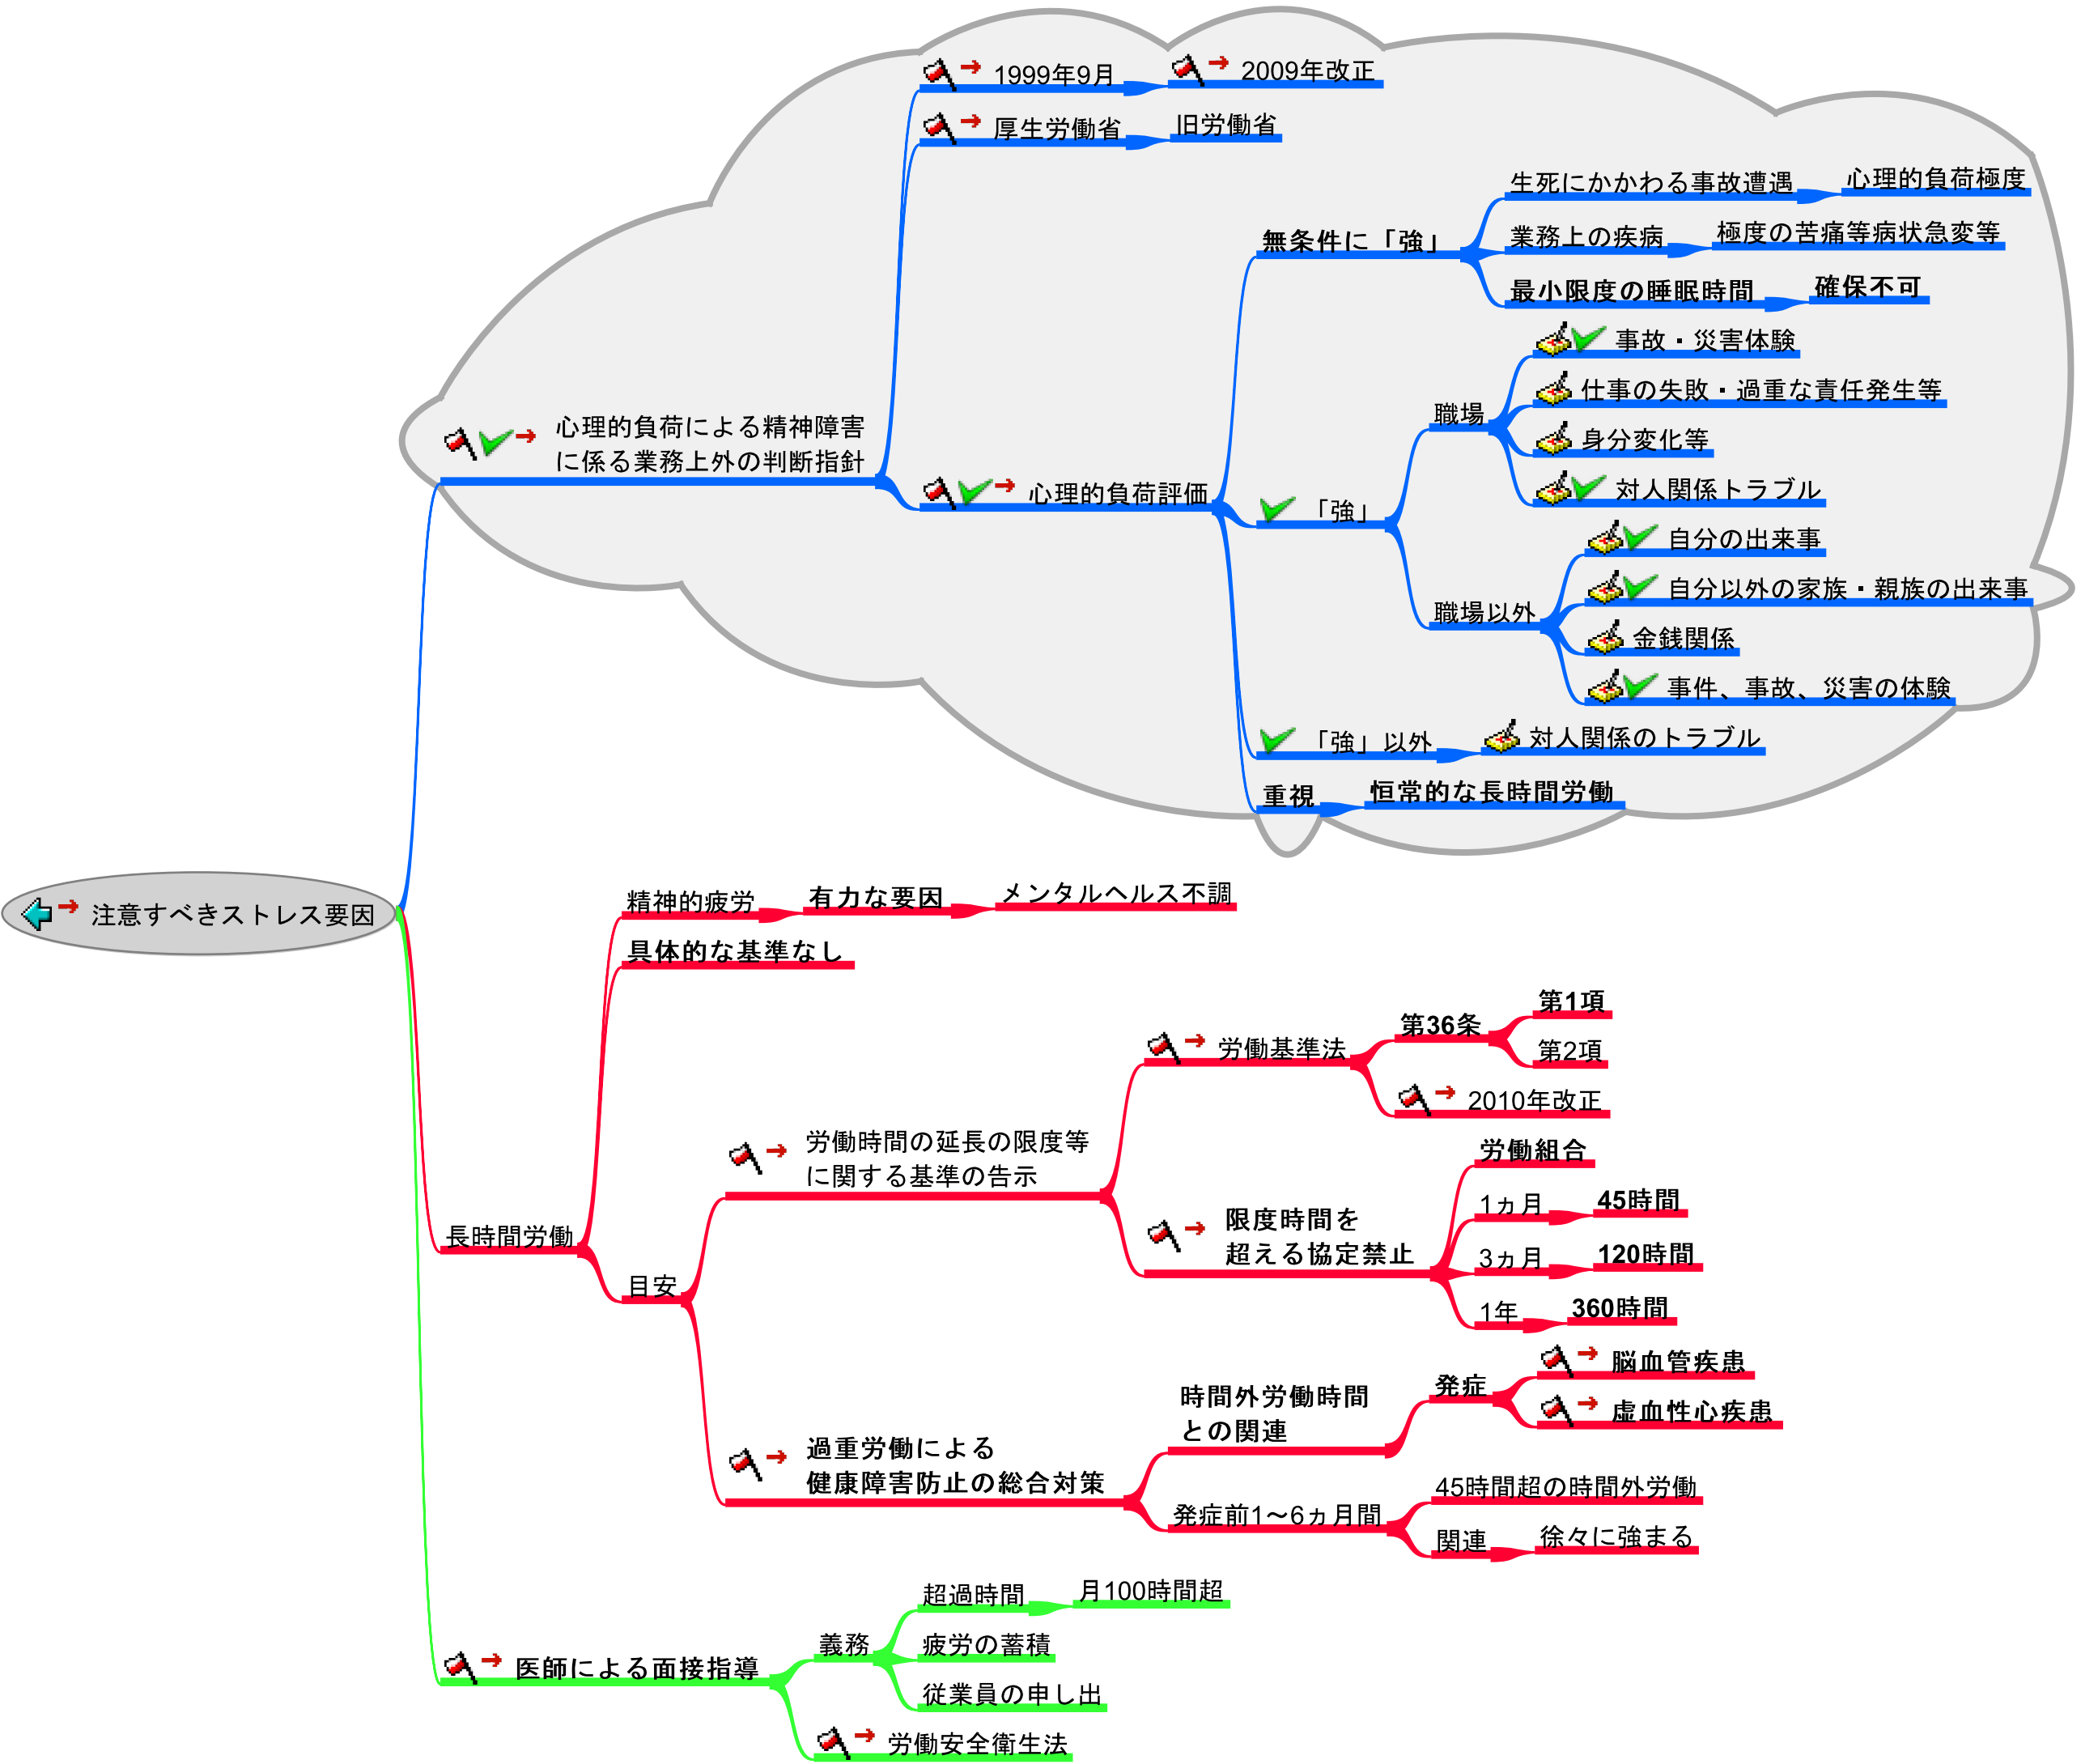 注意すべきストレス要因
心理的負荷による精神障害
に係る業務上外の判断指針
1999年9月
2009年改正
厚生労働省
旧労働省
心理的負荷評価
無条件に「強」
生死にかかわる事故遭遇
心理的負荷極度
業務上の疾病
極度の苦痛等病状急変等
最小限度の睡眠時間
確保不可
「強」
職場
事故・災害体験
仕事の失敗・過重な責任発生等
身分変化等
対人関係トラブル
職場以外
自分の出来事
自分以外の家族・親族の出来事
金銭関係
事件、事故、災害の体験
「強」以外
対人関係のトラブル
重視
恒常的な長時間労働
長時間労働
精神的疲労
有力な要因
メンタルヘルス不調
具体的な基準なし
目安
労働時間の延長の限度等
に関する基準の告示
労働基準法
第36条
第1項
第2項
2010年改正
限度時間を
超える協定禁止
労働組合
1ヵ月
45時間
3ヵ月
120時間
1年
360時間
過重労働による
健康障害防止の総合対策
時間外労働時間
との関連
発症
脳血管疾患
虚血性心疾患
発症前1～6ヵ月間
45時間超の時間外労働
関連
徐々に強まる
医師による面接指導
義務
超過時間
月100時間超
疲労の蓄積
従業員の申し出
労働安全衛生法